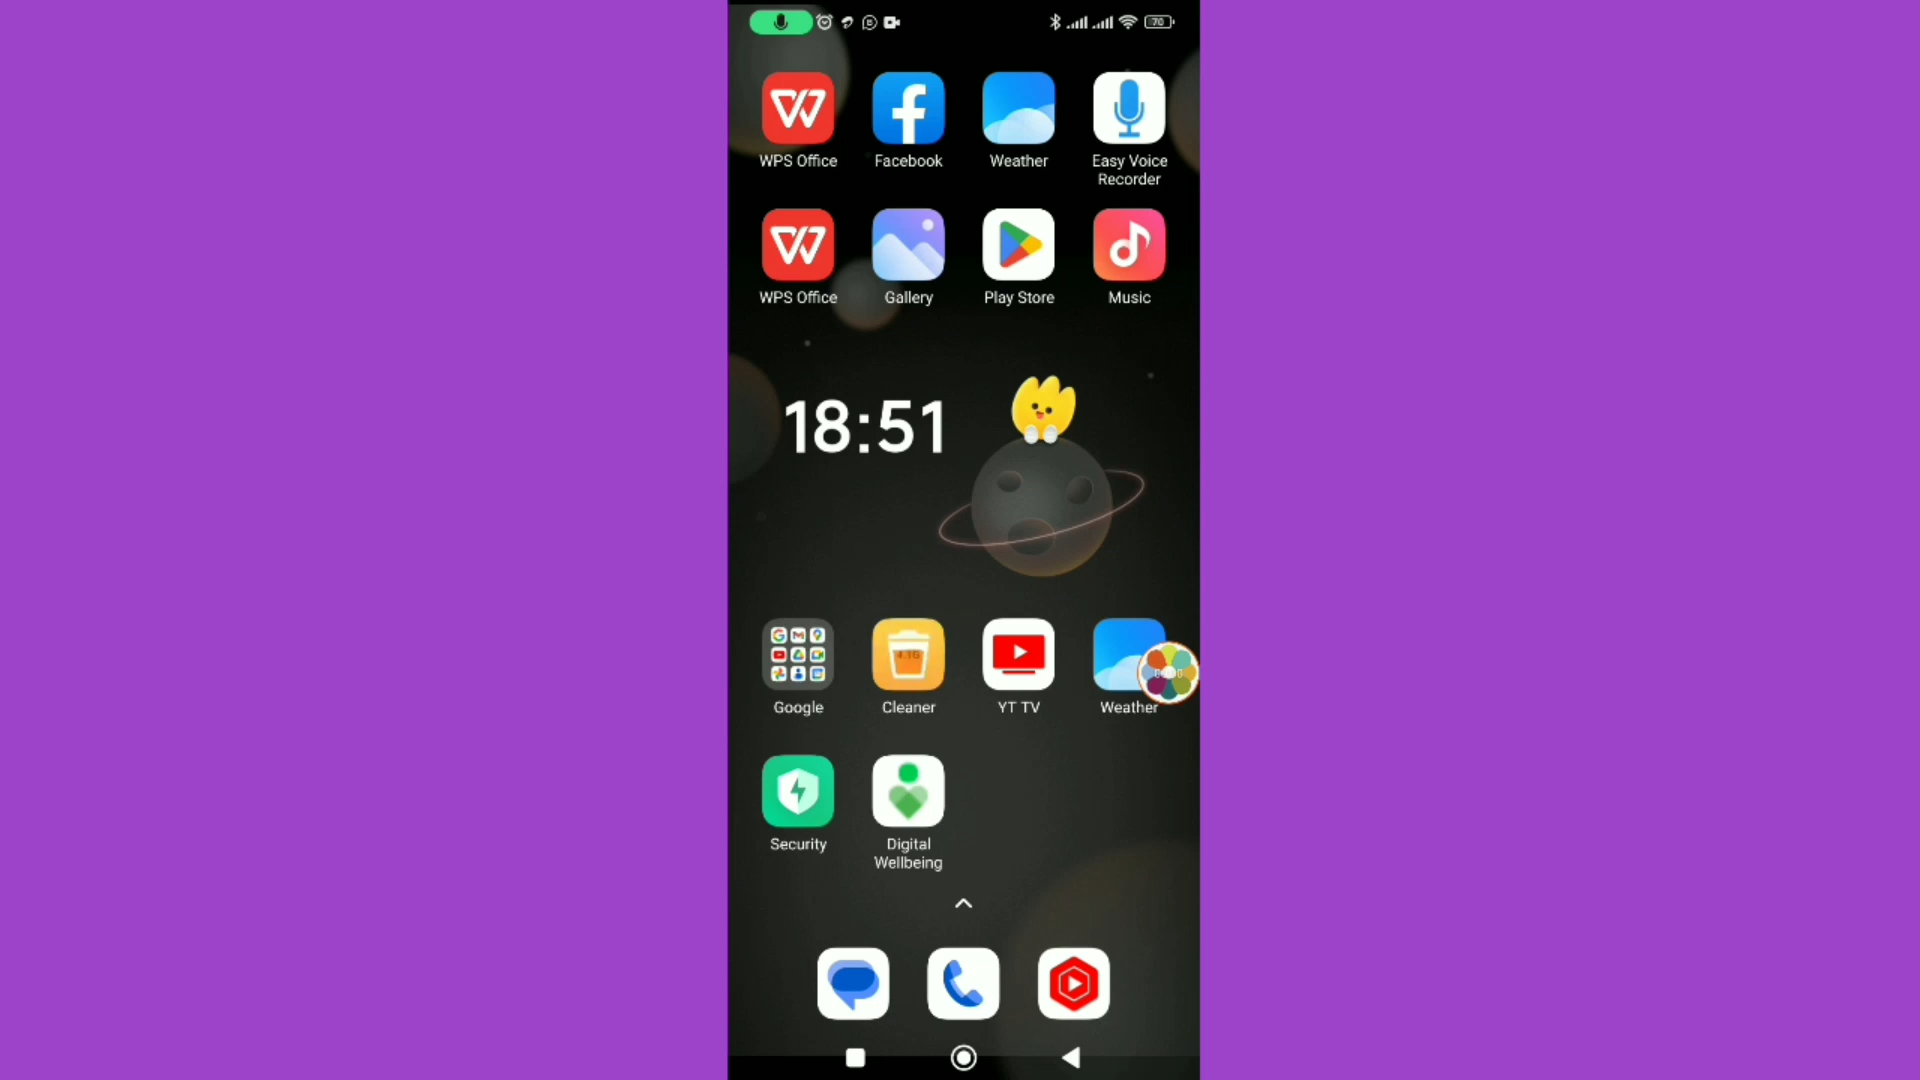 70
WPS Office
Facebook
Weather
Easy Voice
Recorder
WPS Office
Gallery
Play Store
Music
18:51
Google
Cleaner
YT TV
Weather
Security
Digital
Wellbeing